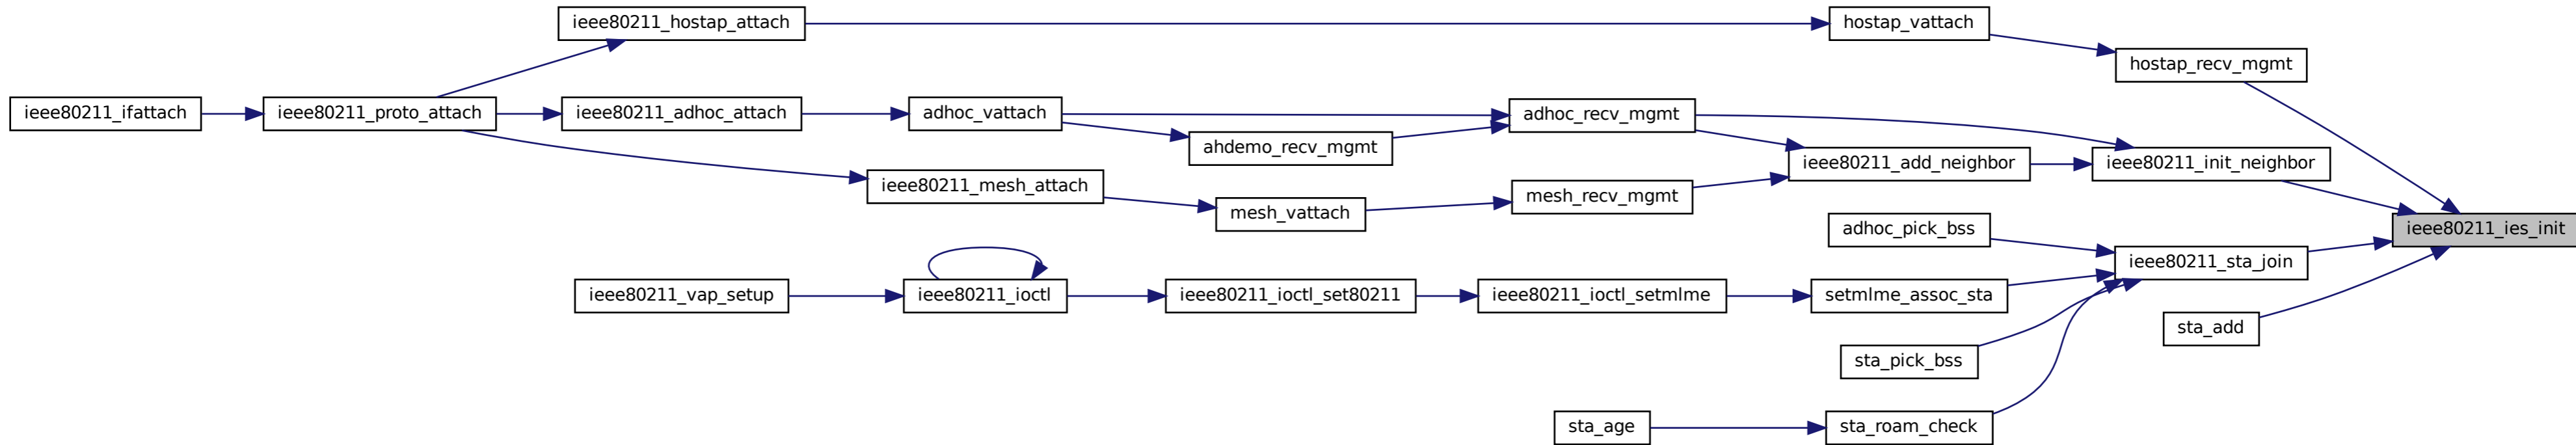 ieee80211_hostap_attach
hostap_vattach
hostap_recv_mgmt
ieee80211_ifattach
ieee80211_proto_attach
ieee80211_adhoc_attach
adhoc_vattach
adhoc_recv_mgmt
ahdemo_recv_mgmt
ieee80211_add_neighbor
ieee80211_init_neighbor
ieee80211_mesh_attach
mesh_recv_mgmt
mesh_vattach
ieee80211_ies_init
adhoc_pick_bss
ieee80211_sta_join
ieee80211_vap_setup
ieee80211_ioctl
ieee80211_ioctl_set80211
ieee80211_ioctl_setmlme
setmlme_assoc_sta
sta_add
sta_pick_bss
sta_age
sta_roam_check